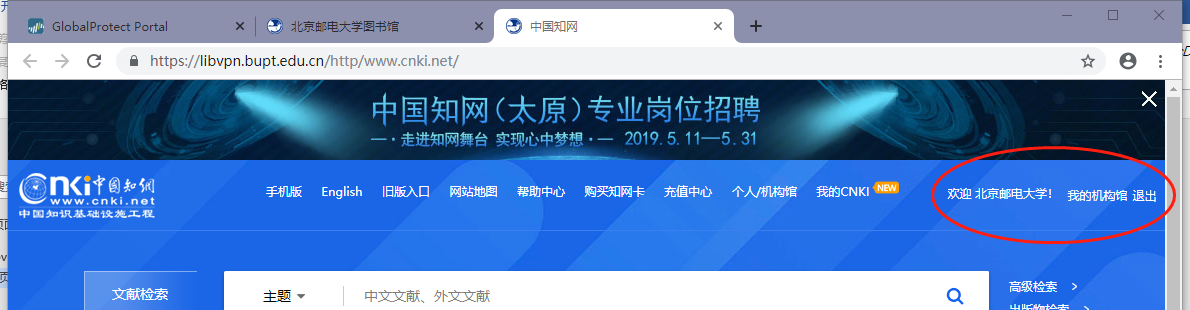 GlobalProtect Portal
北京邮电大学图书馆
中国知网
https://libvpn.bupt.edu.cn/http/www.cnki.net/
中国知网（太原）专业岗位招聘
走进知网舞台 实现心中梦想 2019.5.11—5.31
cnki 中国知网
www.cnki.net
中国知识基础设施工程
手机版 English 旧版入口 网站地图 帮助中心 购买知网卡 充值中心 个人/机构馆 我的CNKI NEW
欢迎 北京邮电大学! 我的机构馆 退出
文献检索
主题
中文文献、外文文献
高级检索 >
出版物检索 >